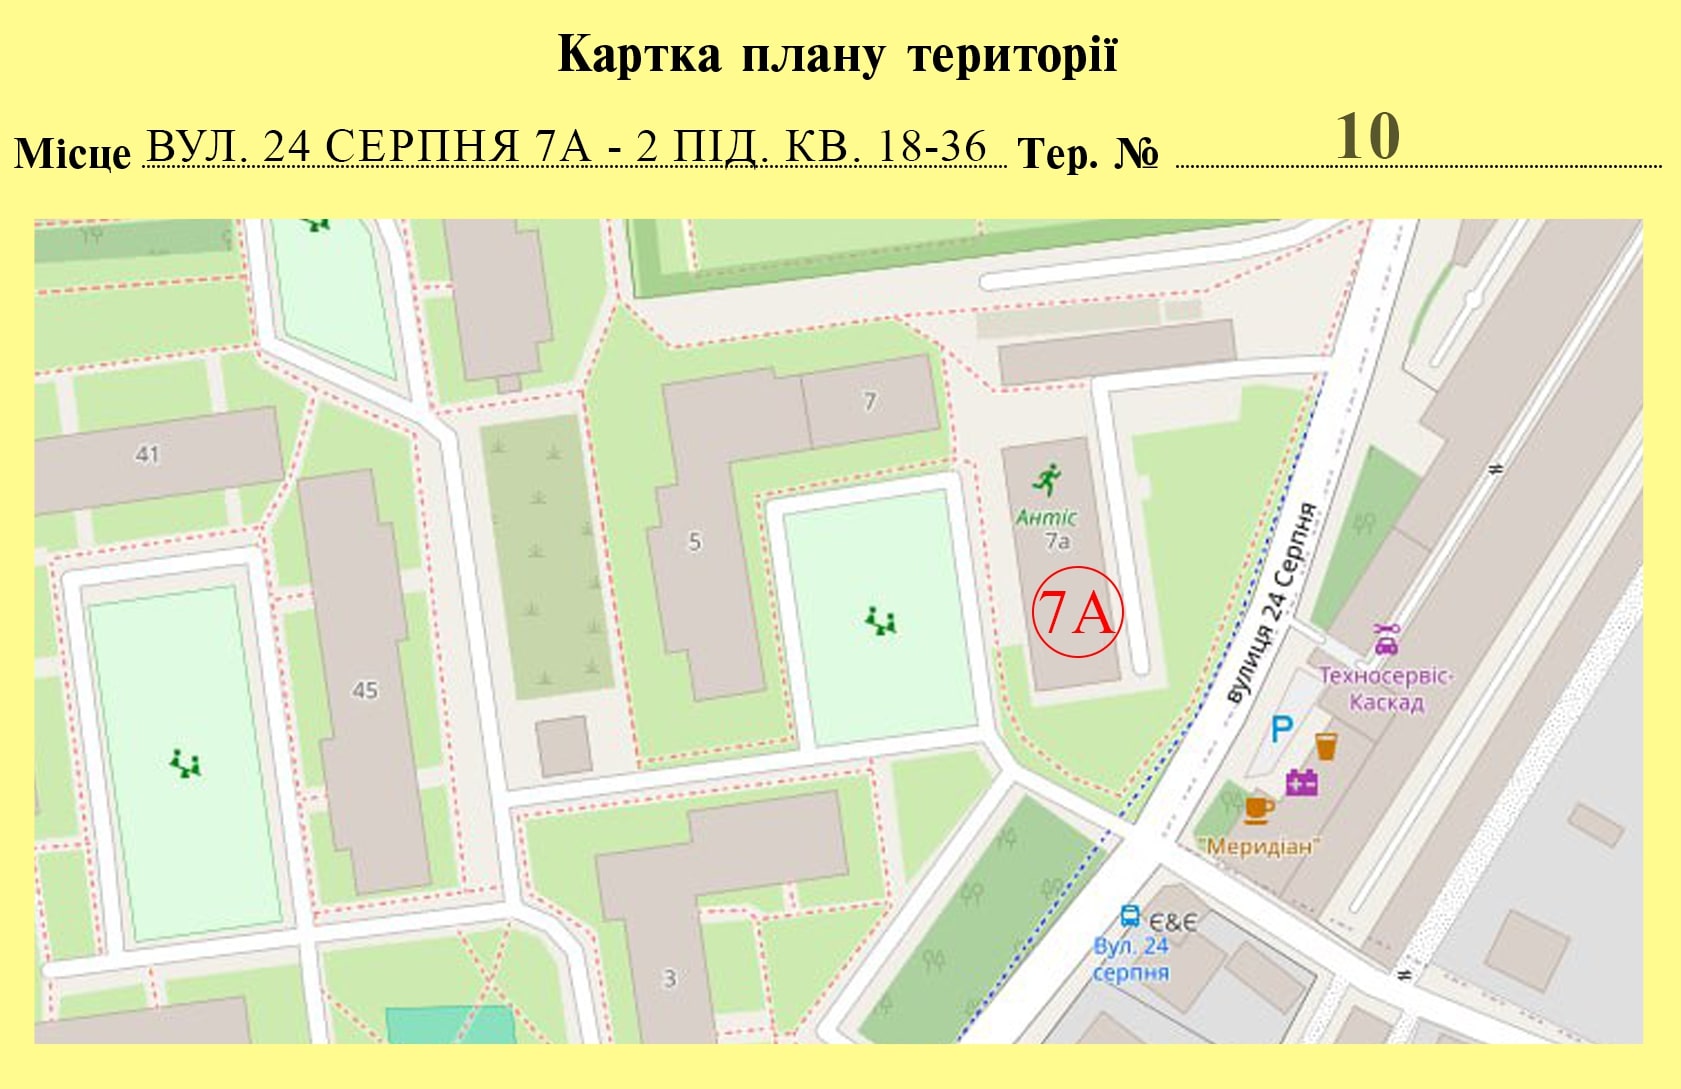 Картка плану території
Місце ВУЛ. 24 СЕРПНЯ 7А - 2 ПІД. КВ. 18-36 Тер. № 10
41
7
5
Антіс
7а
7А
45
вулиця 24 Серпня
Техносервіс-
Каскад
P
"Меридіан"
Є&Є
Вул. 24
серпня
3